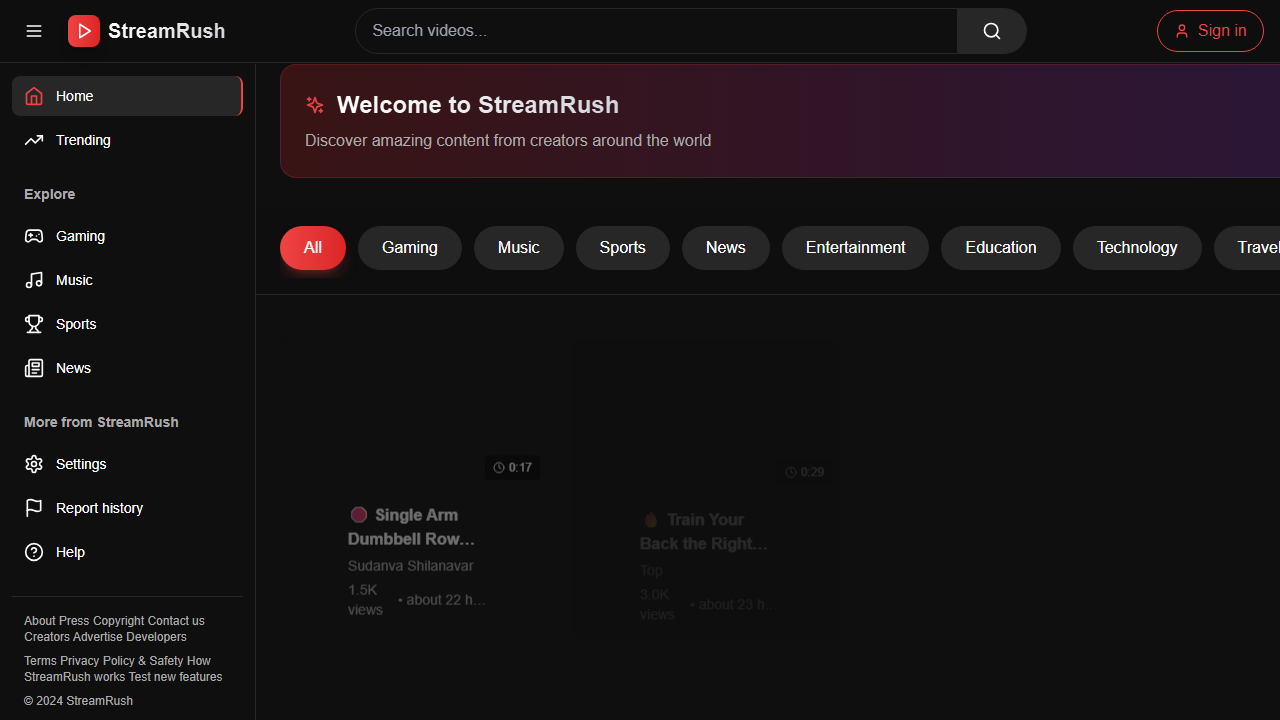 StreamRush
Search videos...
Sign in
Home
Trending
Explore
Gaming
Music
Sports
News
More from StreamRush
Settings
Report history
Help
About Press Copyright Contact us
Creators Advertise Developers
Terms Privacy Policy & Safety How
StreamRush works Test new features
© 2024 StreamRush
Welcome to StreamRush
Discover amazing content from creators around the world
All Gaming Music Sports News Entertainment Education Technology Travel
0:17
Single Arm
Dumbbell Row...
Sudanva Shilanavar
1.5K
views
• about 22 h...
0:29
Train Your
Back the Right...
Top
3.0K
views
• about 23 h...